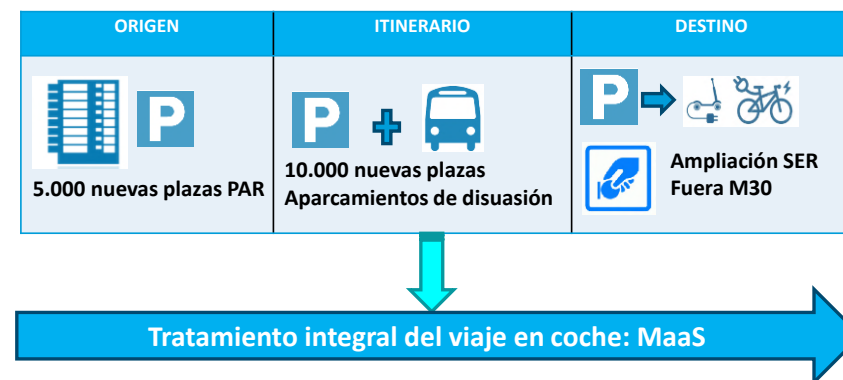 ORIGEN
ITINERARIO
DESTINO
P
5.000 nuevas plazas PAR
P
10.000 nuevas plazas
Aparcamientos de disuasión
P
Ampliación SER
Fuera M30
Tratamiento integral del viaje en coche: MaaS